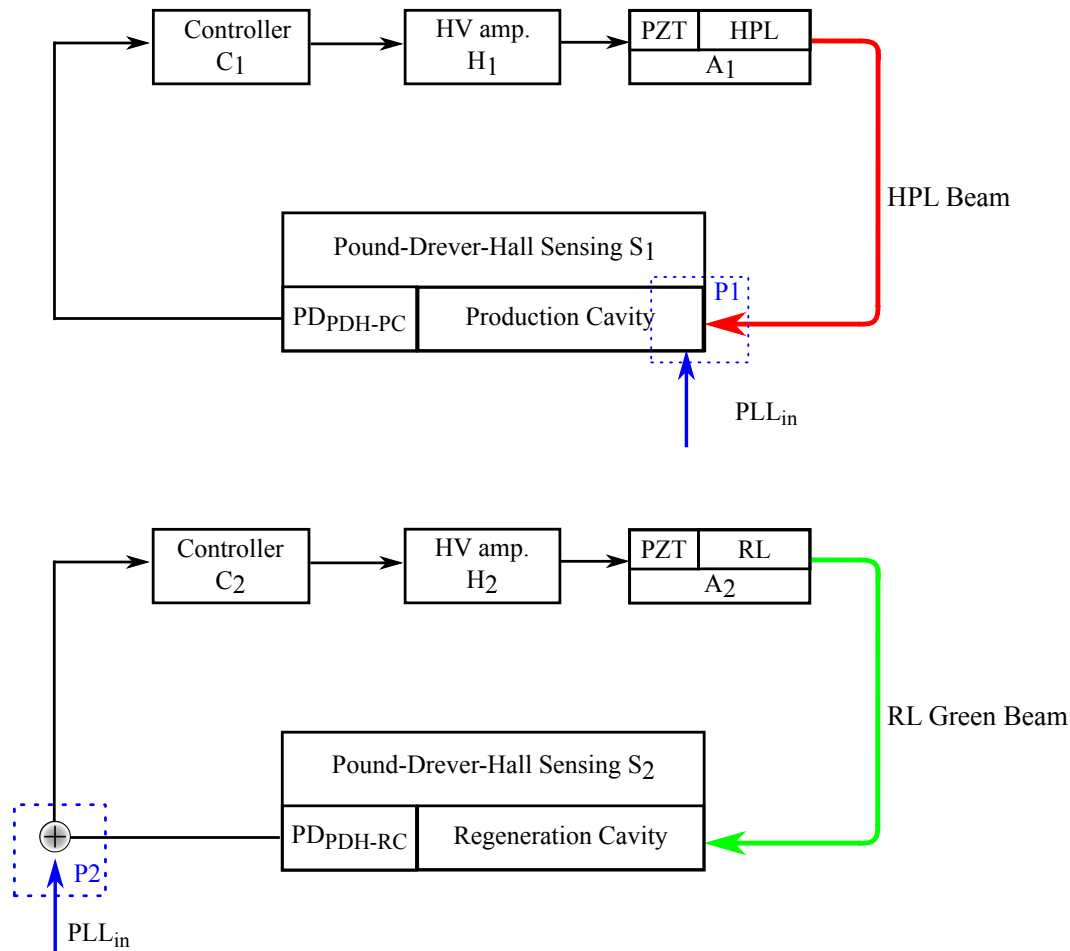 Controller
C1
HV amp.
H1
PZT
HPL
A1
HPL Beam
Pound-Drever-Hall Sensing S1
P1
PDPDH-PC
Production Cavity
PLLin
Controller
C2
HV amp.
H2
PZT
RL
A2
RL Green Beam
Pound-Drever-Hall Sensing S2
PDPDH-RC
Regeneration Cavity
P2
PLLin